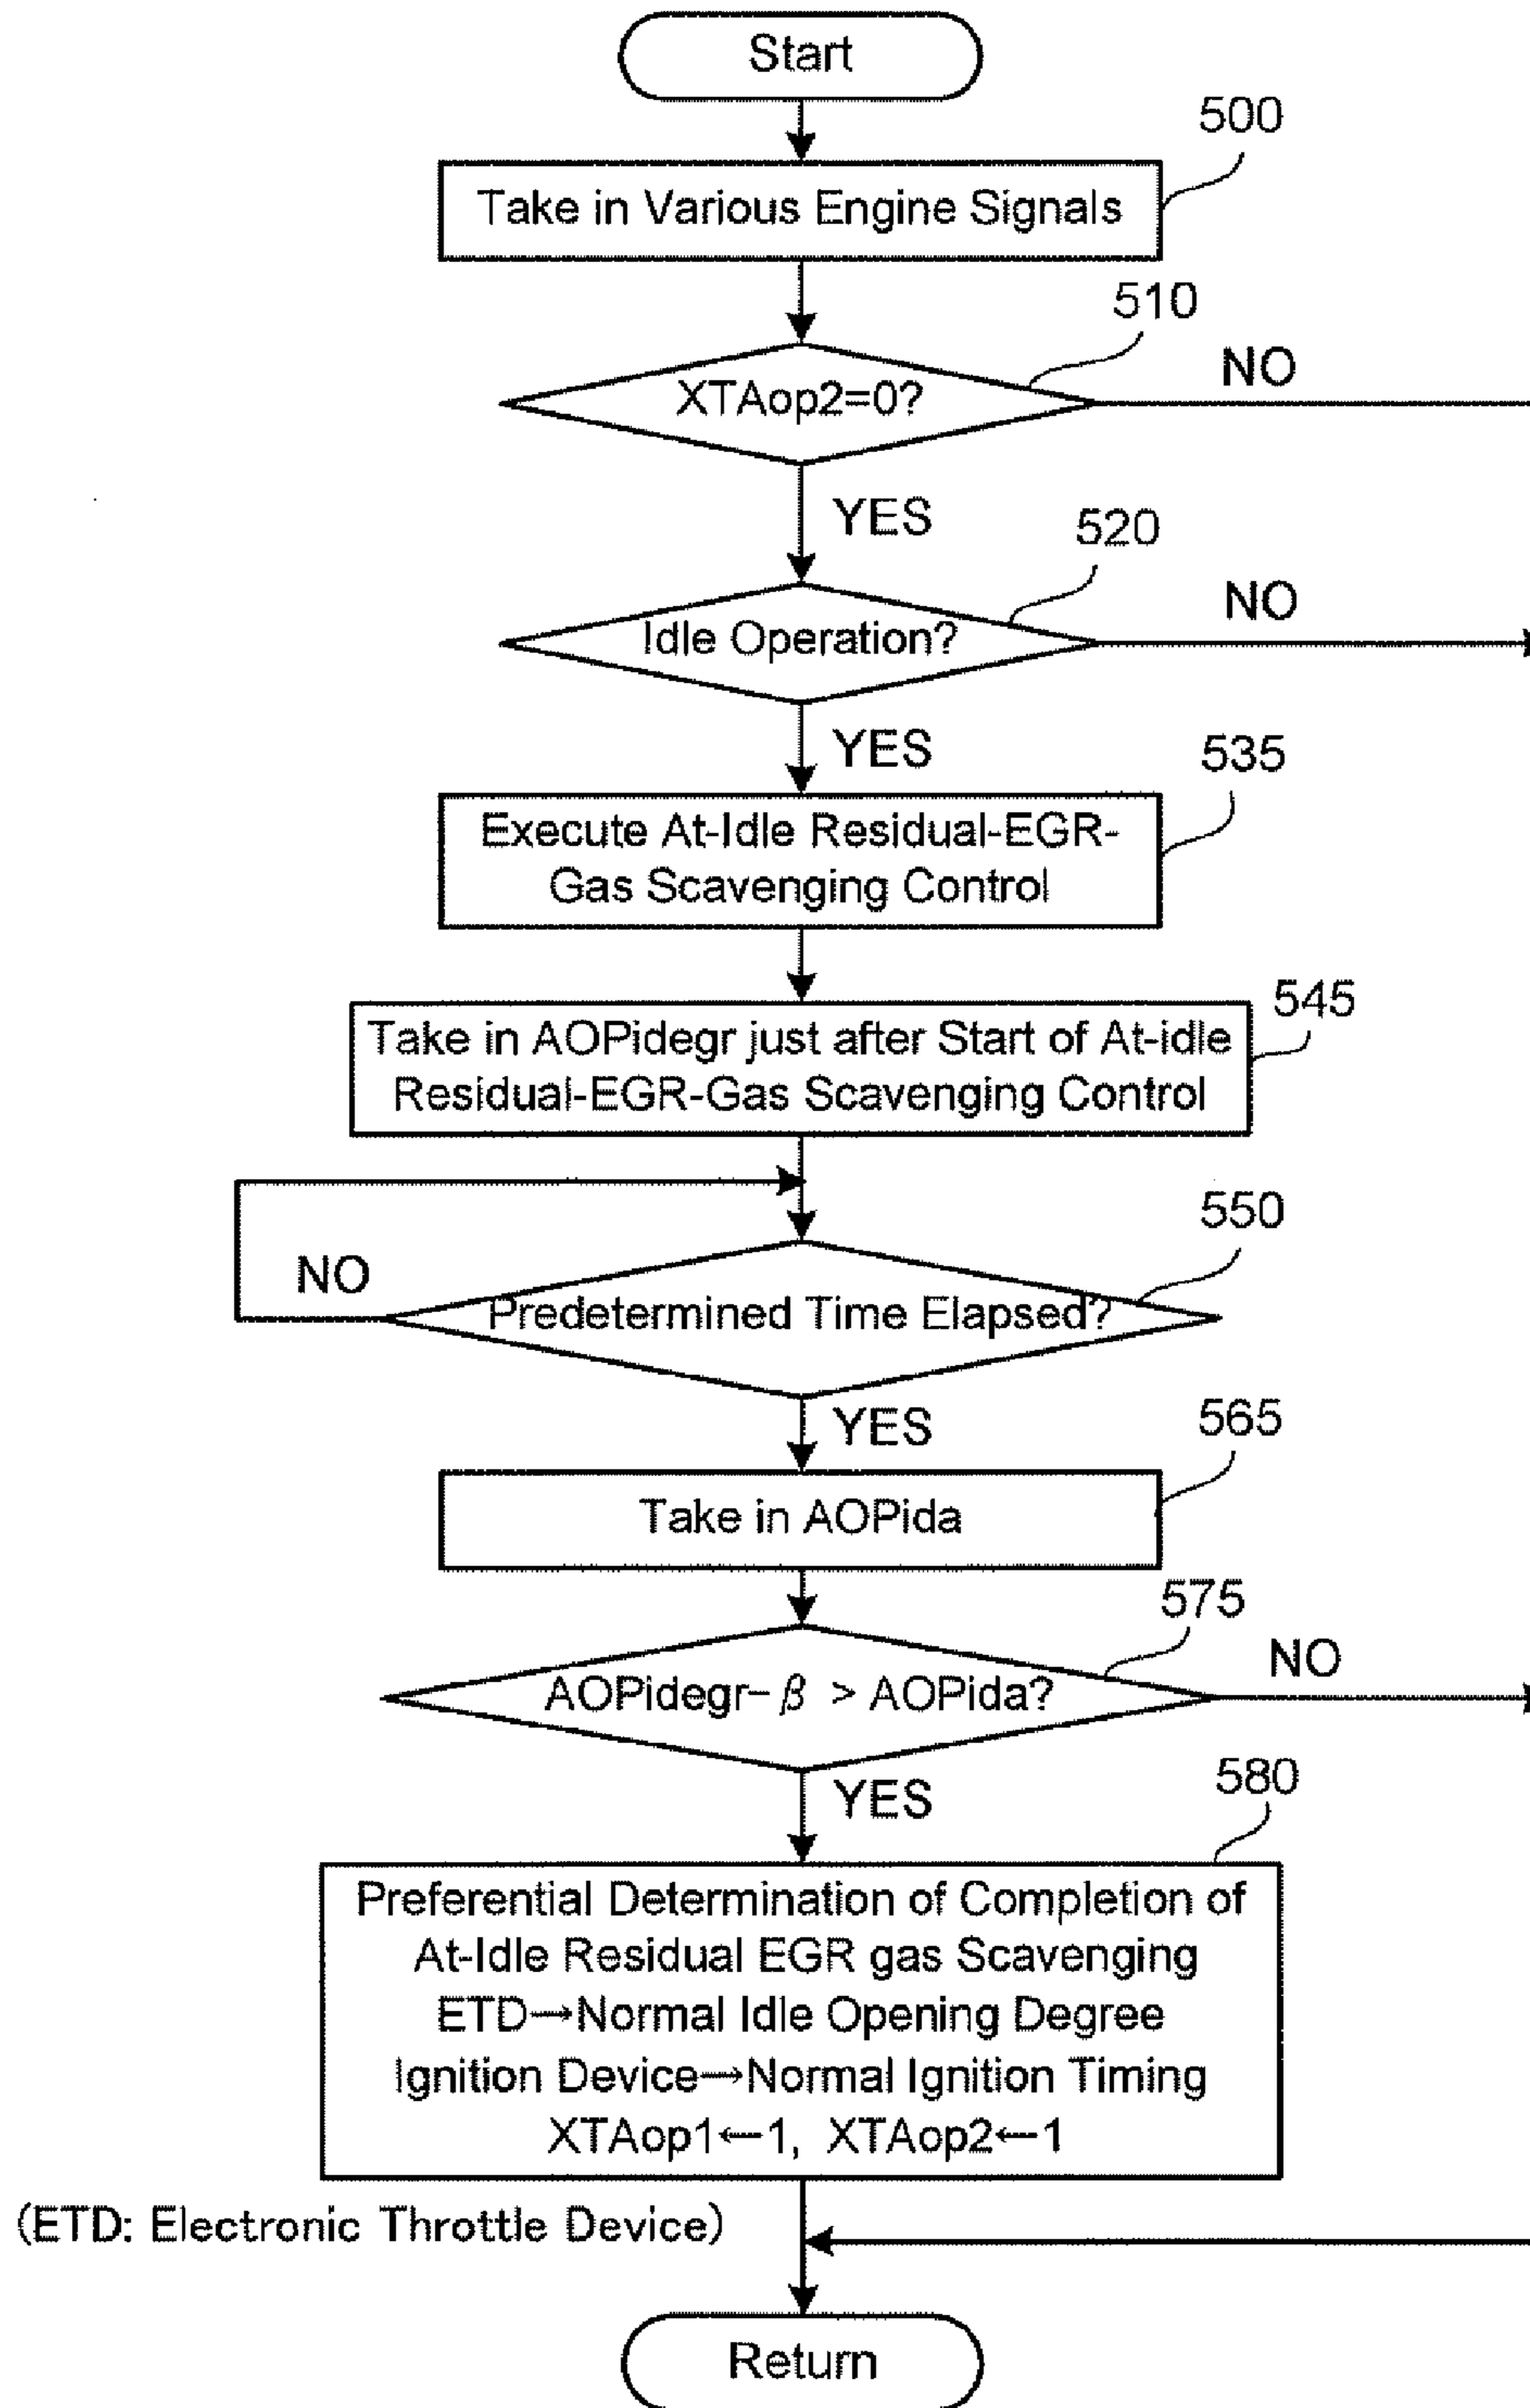 Start
500
Take in Various Engine Signals
510
XTAop2=0?
NO
YES
520
Idle Operation?
NO
YES
535
Execute At-Idle Residual-EGR-
Gas Scavenging Control
545
Take in AOPidegr just after Start of At-idle
Residual-EGR-Gas Scavenging Control
550
NO
Predetermined Time Elapsed?
YES
565
Take in AOPida
575
AOPidegr-β > AOPida?
NO
YES
580
Preferential Determination of Completion of
At-Idle Residual EGR gas Scavenging
ETD→Normal Idle Opening Degree
Ignition Device→Normal Ignition Timing
XTAop1←1, XTAop2←1
(ETD: Electronic Throttle Device)
Return